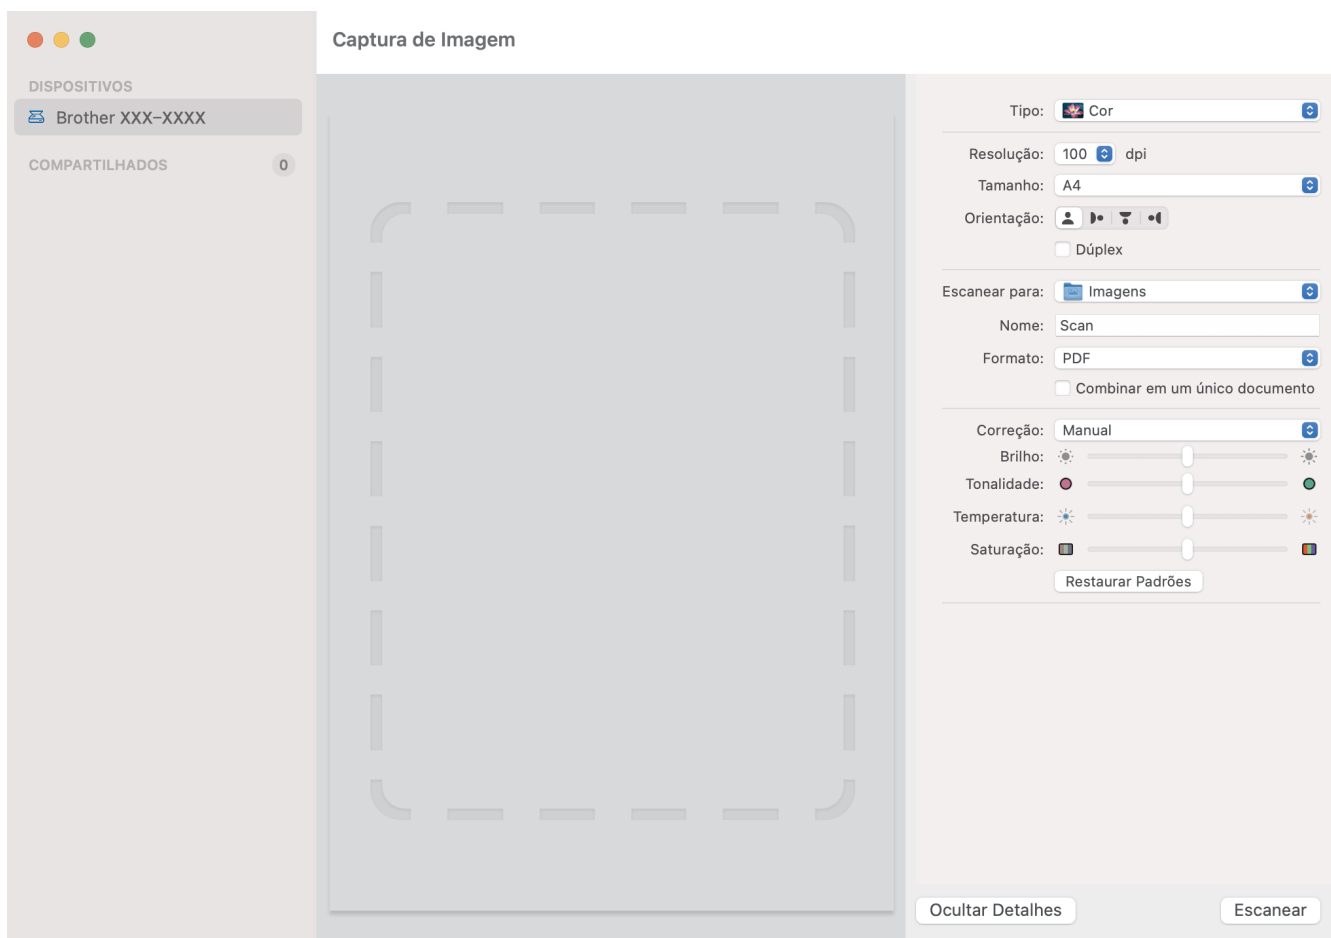 Captura de Imagem
DISPOSITIVOS
Brother XXX-XXXX
COMPARTILHADOS 0
Tipo: Cor
Resolução: 100 dpi
Tamanho: A4
Orientação:
Dúplex
Escanear para: Imagens
Nome: Scan
Formato: PDF
Combinar em um único documento
Correção: Manual
Brilho:
Tonalidade:
Temperatura:
Saturação:
Restaurar Padrões
Ocultar Detalhes Escanear